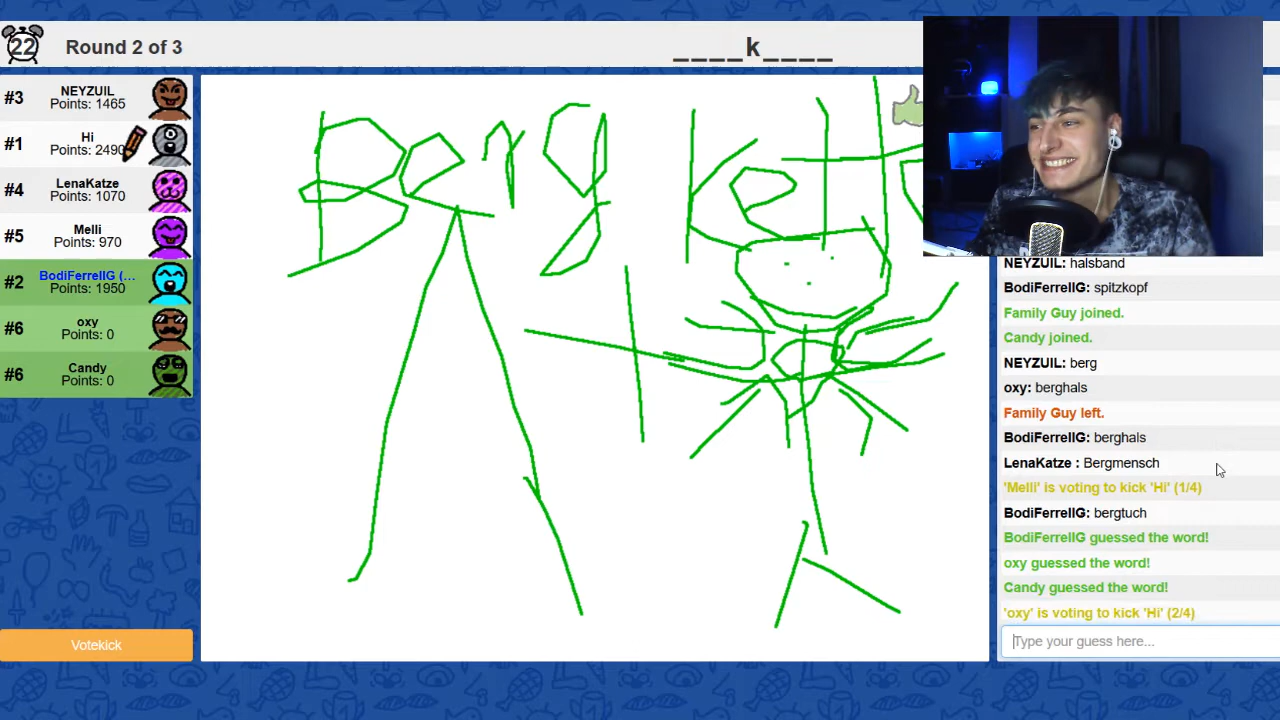 22
Round 2 of 3
____k____
#3 NEYZUIL
Points: 1465
#1 Hi
Points: 2490
#4 LenaKatze
Points: 1070
#5 Melli
Points: 970
#2 BodiFerrellG (...
Points: 1950
#6 oxy
Points: 0
#6 Candy
Points: 0
Votekick
Berg kett
NEYZUIL: halsband
BodiFerrellG: spitzkopf
Family Guy joined.
Candy joined.
NEYZUIL: berg
oxy: berghals
Family Guy left.
BodiFerrellG: berghals
LenaKatze : Bergmensch
'Melli' is voting to kick 'Hi' (1/4)
BodiFerrellG: bergtuch
BodiFerrellG guessed the word!
oxy guessed the word!
Candy guessed the word!
'oxy' is voting to kick 'Hi' (2/4)
Type your guess here...